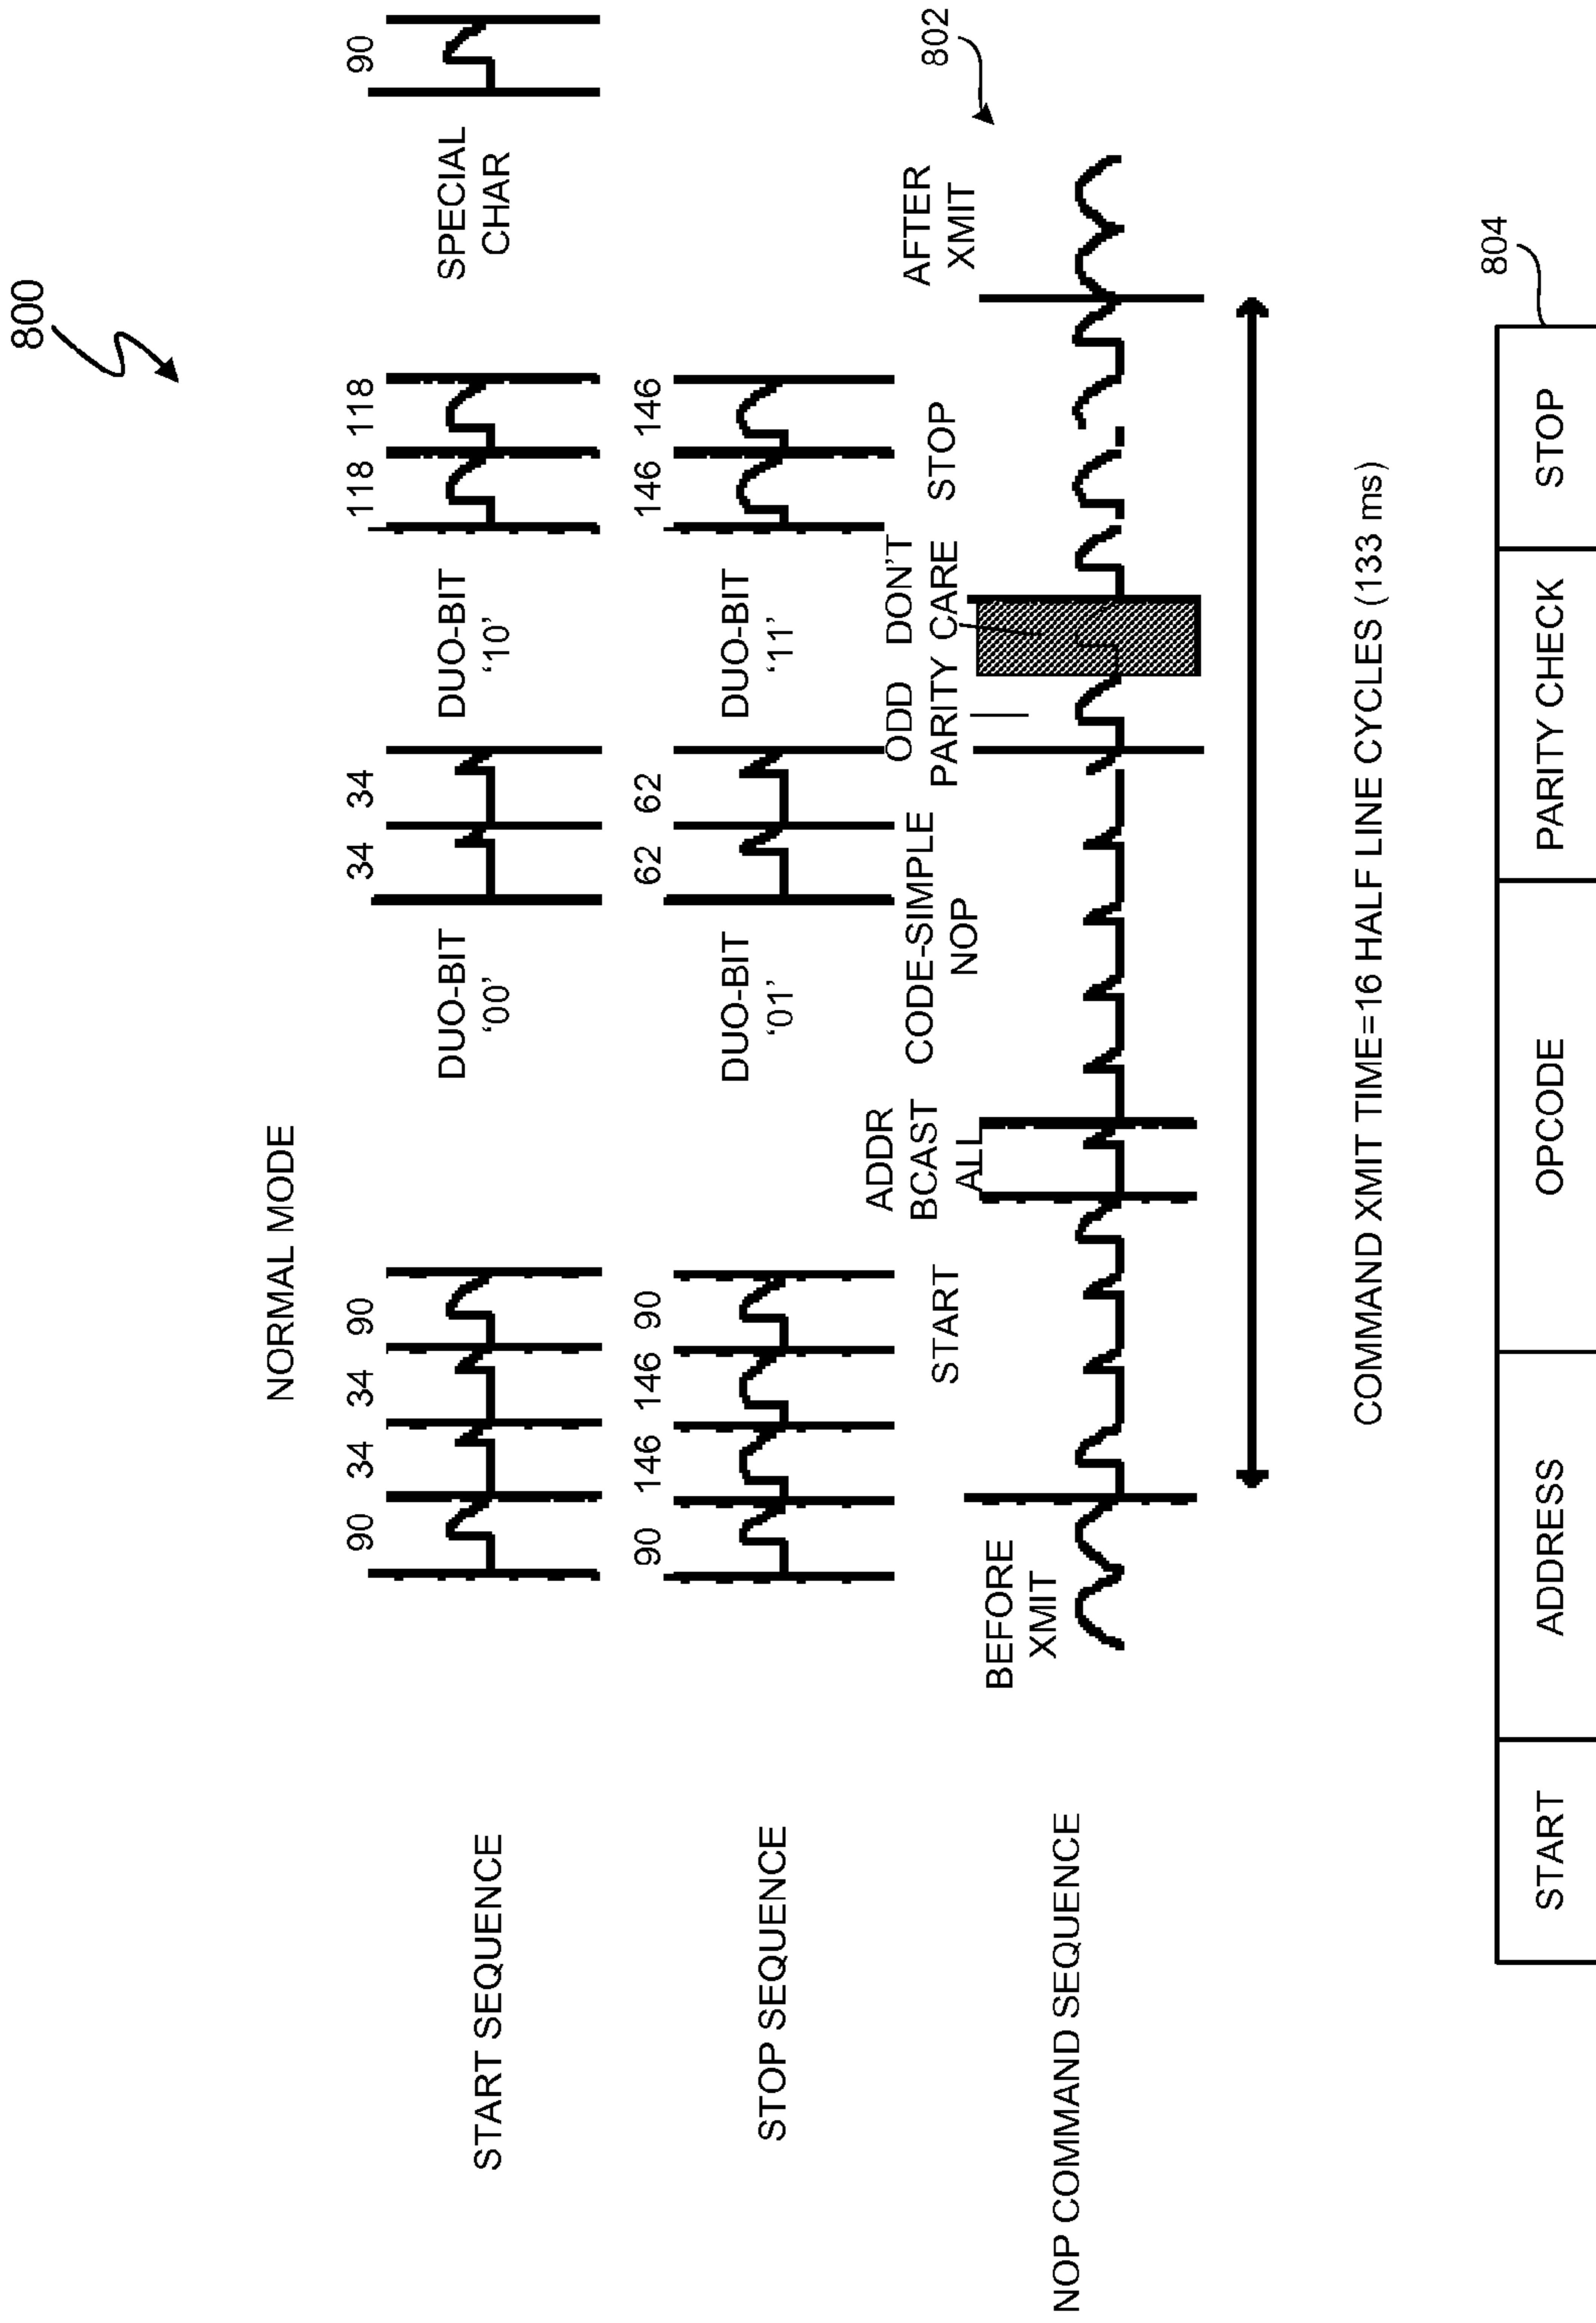 800
NORMAL MODE
START SEQUENCE
90 34 34 90
DUO-BIT
‘00’
34 34
DUO-BIT
‘10’
118 118
SPECIAL
CHAR
90
STOP SEQUENCE
90 146 146 90
DUO-BIT
‘01’
62 62
DUO-BIT
‘11’
146 146
NOP COMMAND SEQUENCE
BEFORE
XMIT
START
ADDR
BCAST
ALL
CODE-SIMPLE
NOP
ODD
PARITY
DON'T
CARE
STOP
AFTER
XMIT
802
COMMAND XMIT TIME=16 HALF LINE CYCLES (133 ms)
START
ADDRESS
OPCODE
PARITY CHECK
STOP
804